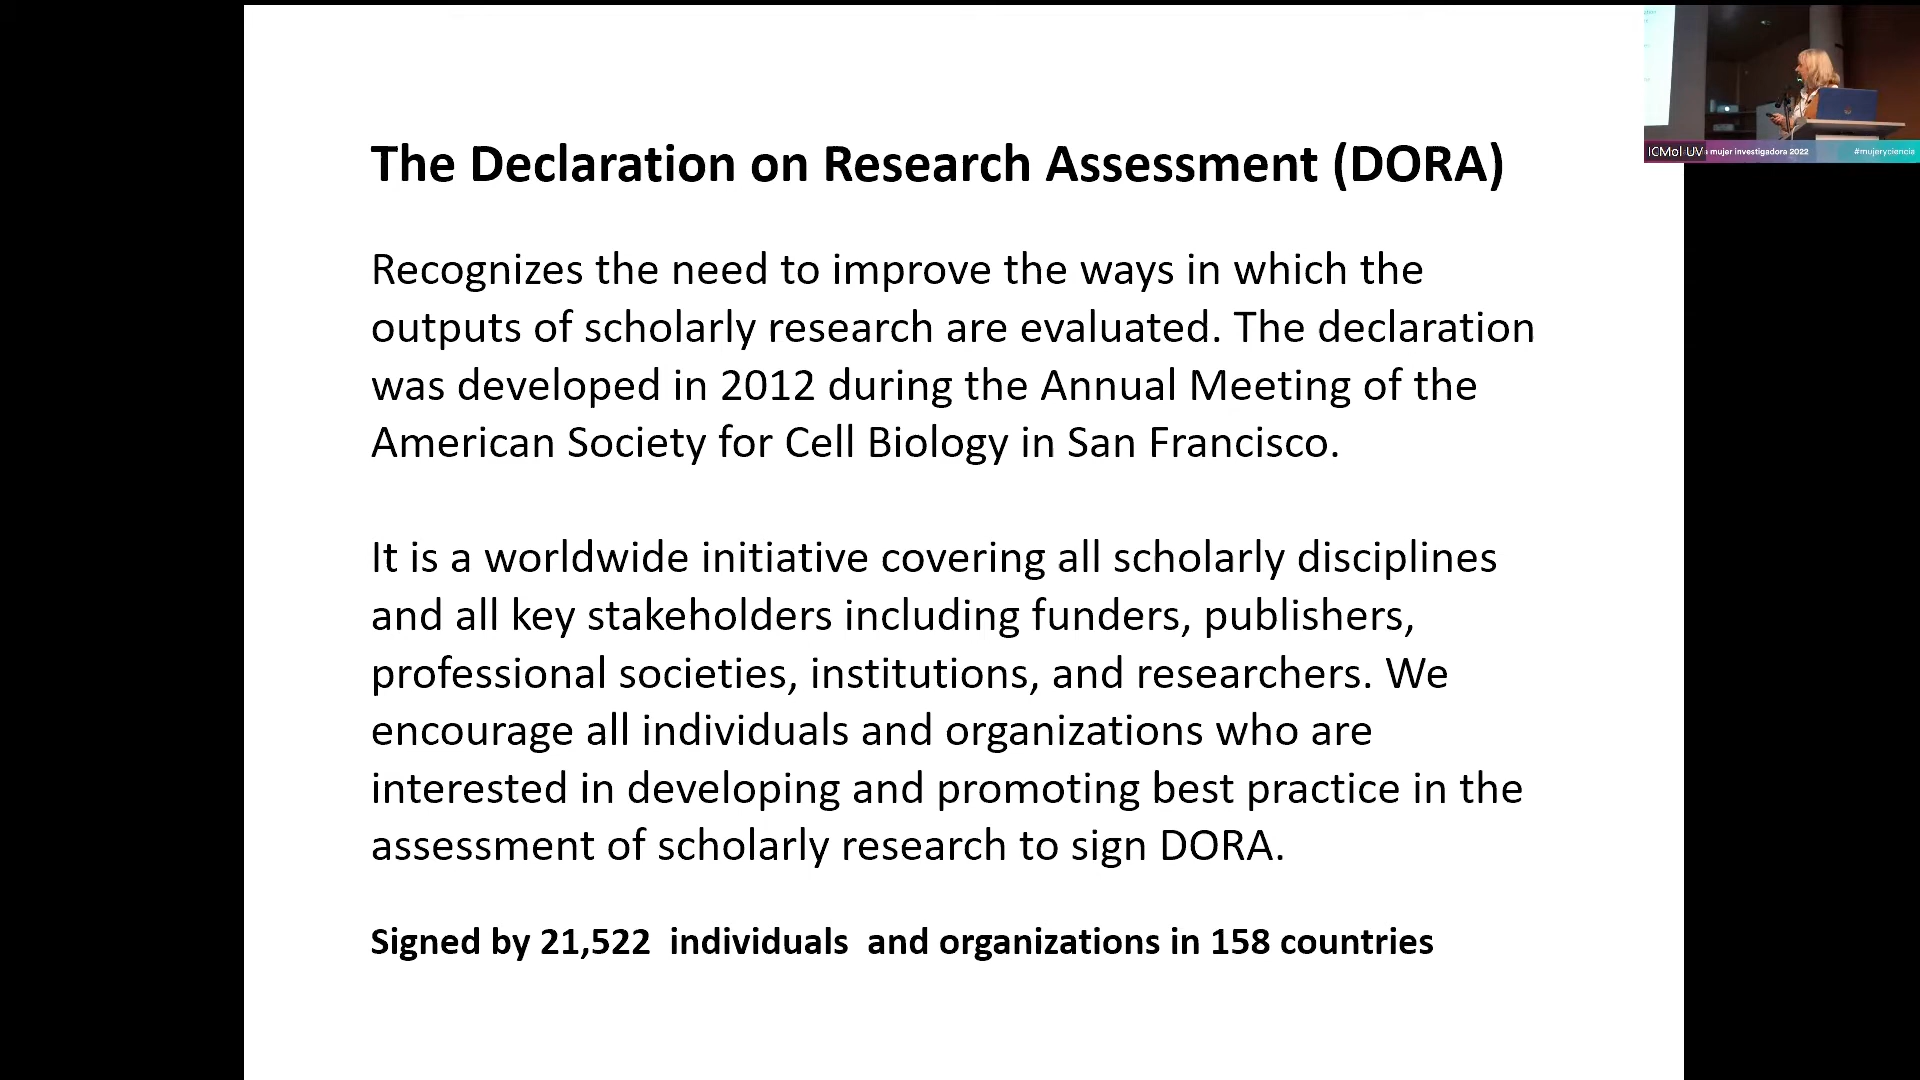 The Declaration on Research Assessment (DORA)
Recognizes the need to improve the ways in which the
outputs of scholarly research are evaluated. The declaration
was developed in 2012 during the Annual Meeting of the
American Society for Cell Biology in San Francisco.
It is a worldwide initiative covering all scholarly disciplines
and all key stakeholders including funders, publishers,
professional societies, institutions, and researchers. We
encourage all individuals and organizations who are
interested in developing and promoting best practice in the
assessment of scholarly research to sign DORA.
Signed by 21,522 individuals and organizations in 158 countries
ICMol UV
mujer investigadora 2022
#mujeryciencia